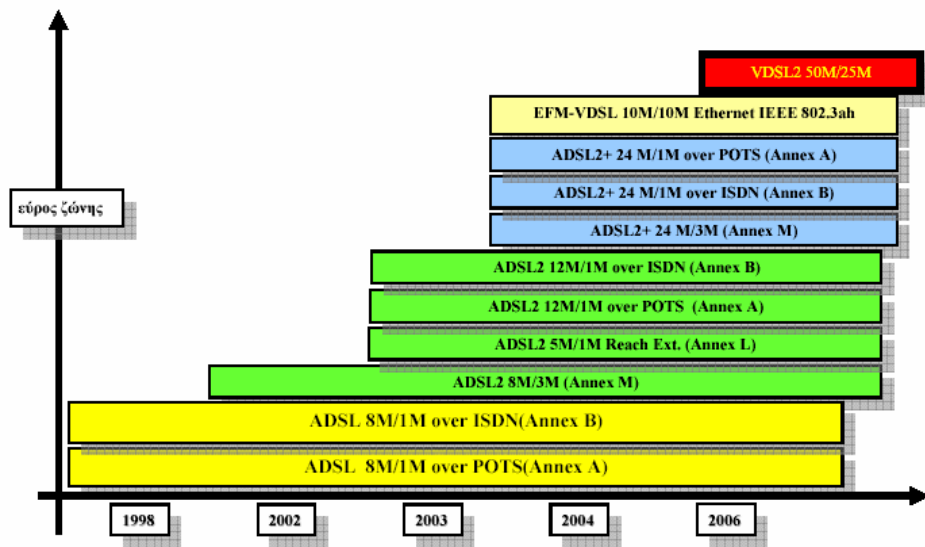 VDSL2 50M/25M
EFM-VDSL 10M/10M Ethernet IEEE 802.3ah
ADSL2+ 24 M/1M over POTS (Annex A)
ADSL2+ 24 M/1M over ISDN (Annex B)
εύρος ζώνης
ADSL2+ 24 M/3M (Annex M)
ADSL2 12M/1M over ISDN (Annex B)
ADSL2 12M/1M over POTS (Annex A)
ADSL2 5M/1M Reach Ext. (Annex L)
ADSL2 8M/3M (Annex M)
ADSL 8M/1M over ISDN(Annex B)
ADSL 8M/1M over POTS(Annex A)
1998 2002 2003 2004 2006